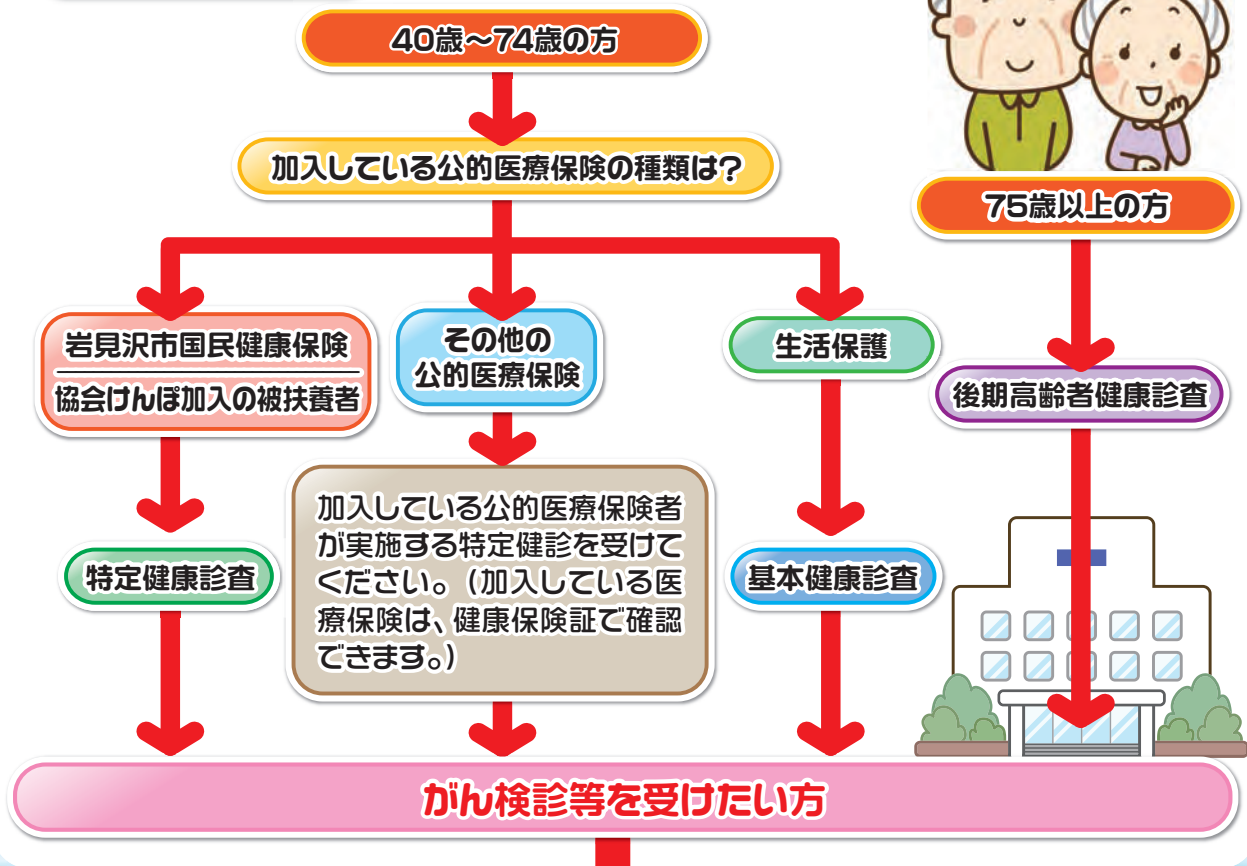 40歳〜74歳の方
加入している公的医療保険の種類は?
75歳以上の方
岩見沢市国民健康保険
協会けんぽ加入の被扶養者
その他の
公的医療保険
生活保護
後期高齢者健康診査
特定健康診査
加入している公的医療保険者
が実施する特定健診を受けて
ください。(加入している医
療保険は、健康保険証で確認
できます。)
基本健康診査
がん検診等を受けたい方